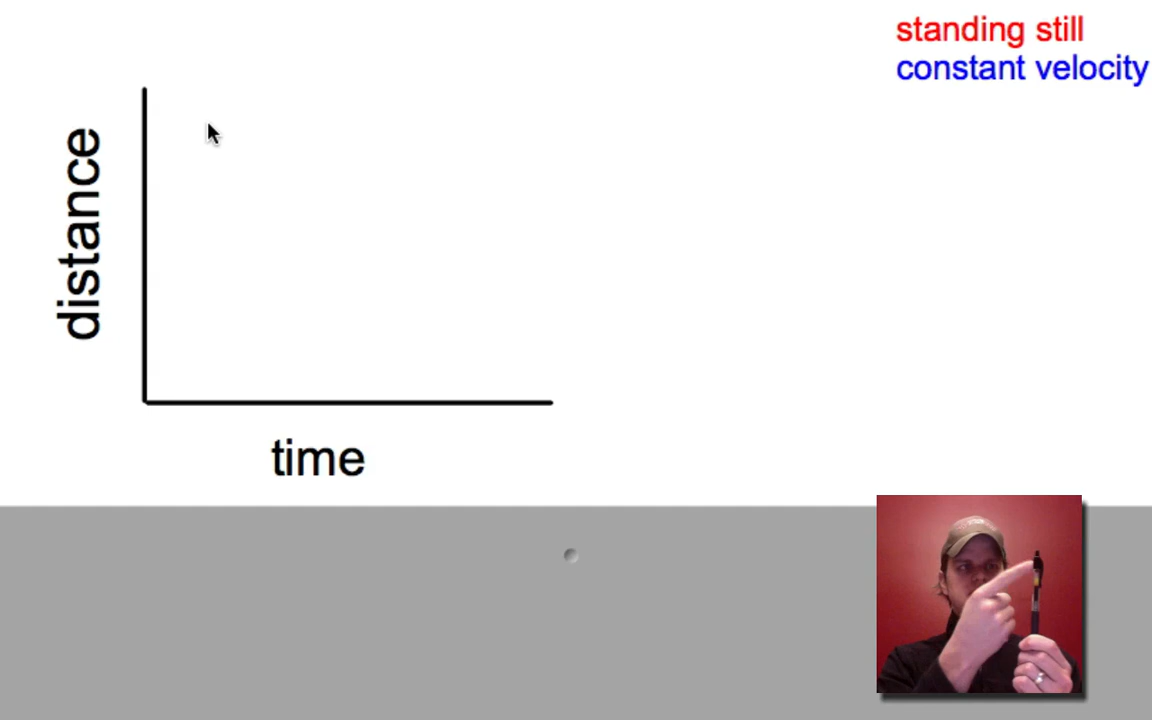 standing still
constant velocity
distance
time